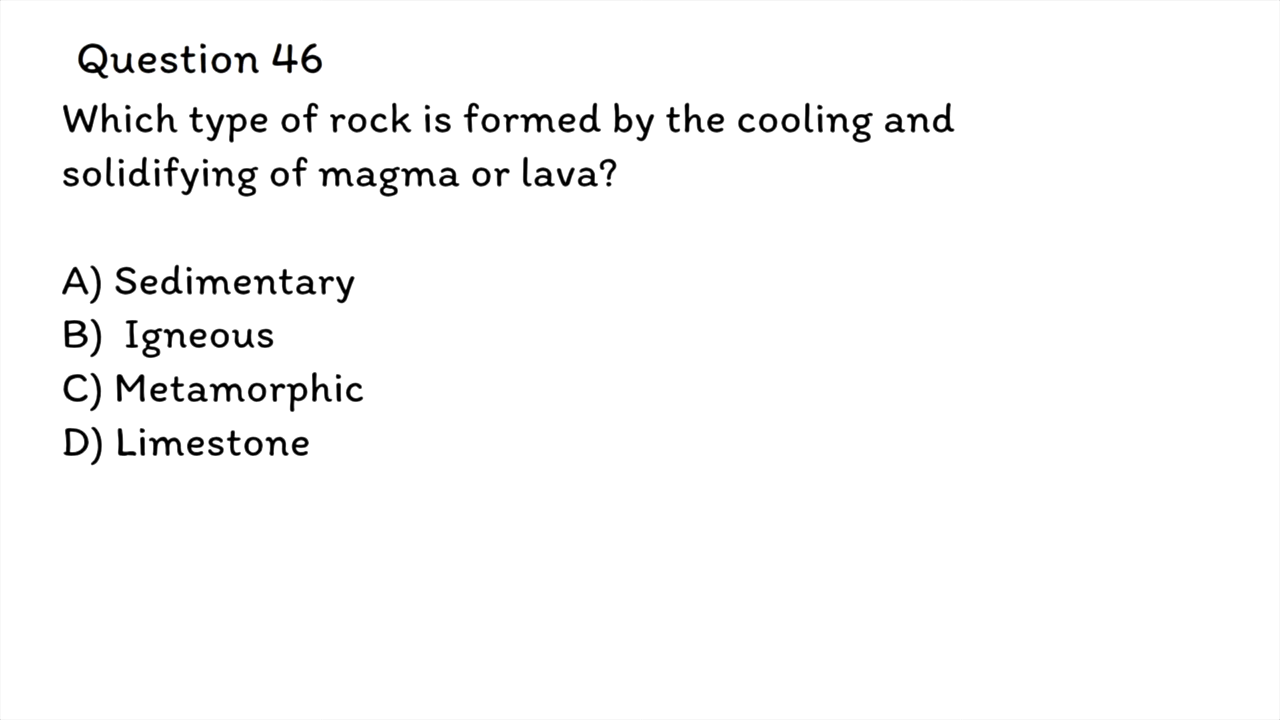 Question 46
Which type of rock is formed by the cooling and
solidifying of magma or lava?
A) Sedimentary
B) Igneous
C) Metamorphic
D) Limestone